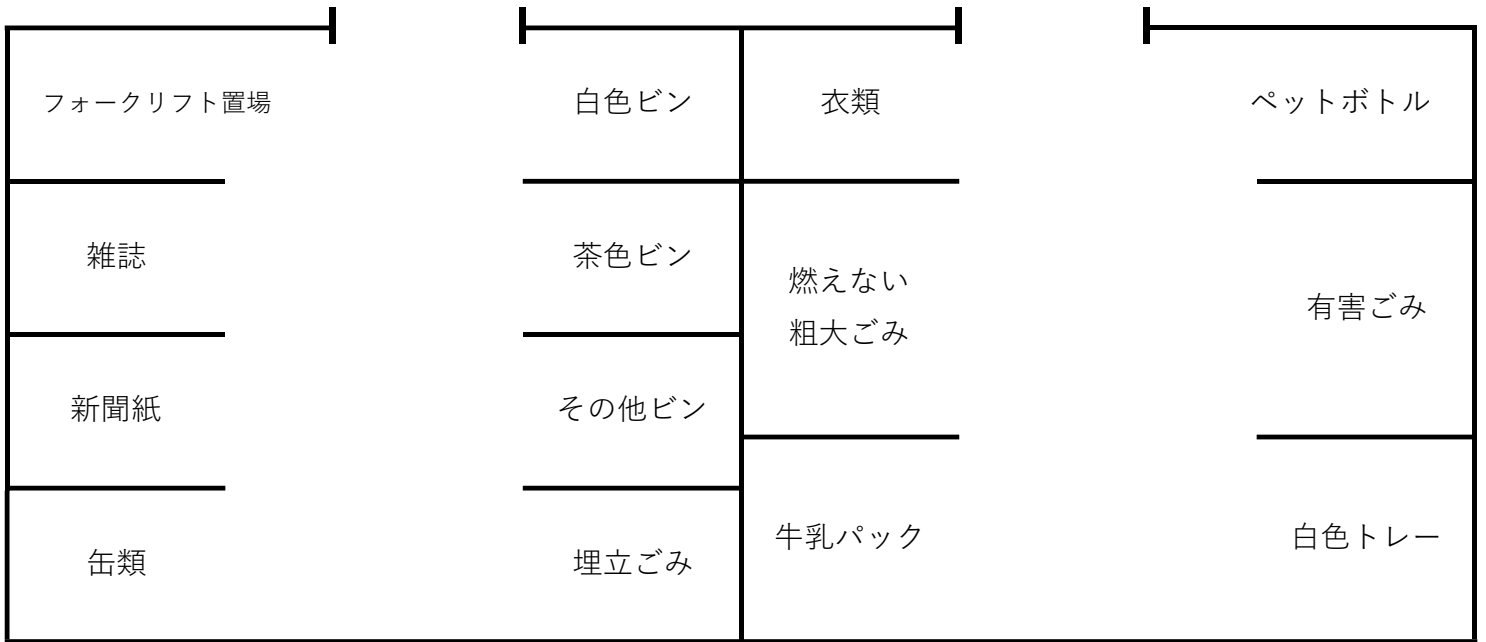 フォークリフト置場
白色ビン
衣類
ペットボトル
雑誌
茶色ビン
燃えない
粗大ごみ
有害ごみ
新聞紙
その他ビン
缶類
埋立ごみ
牛乳パック
白色トレー